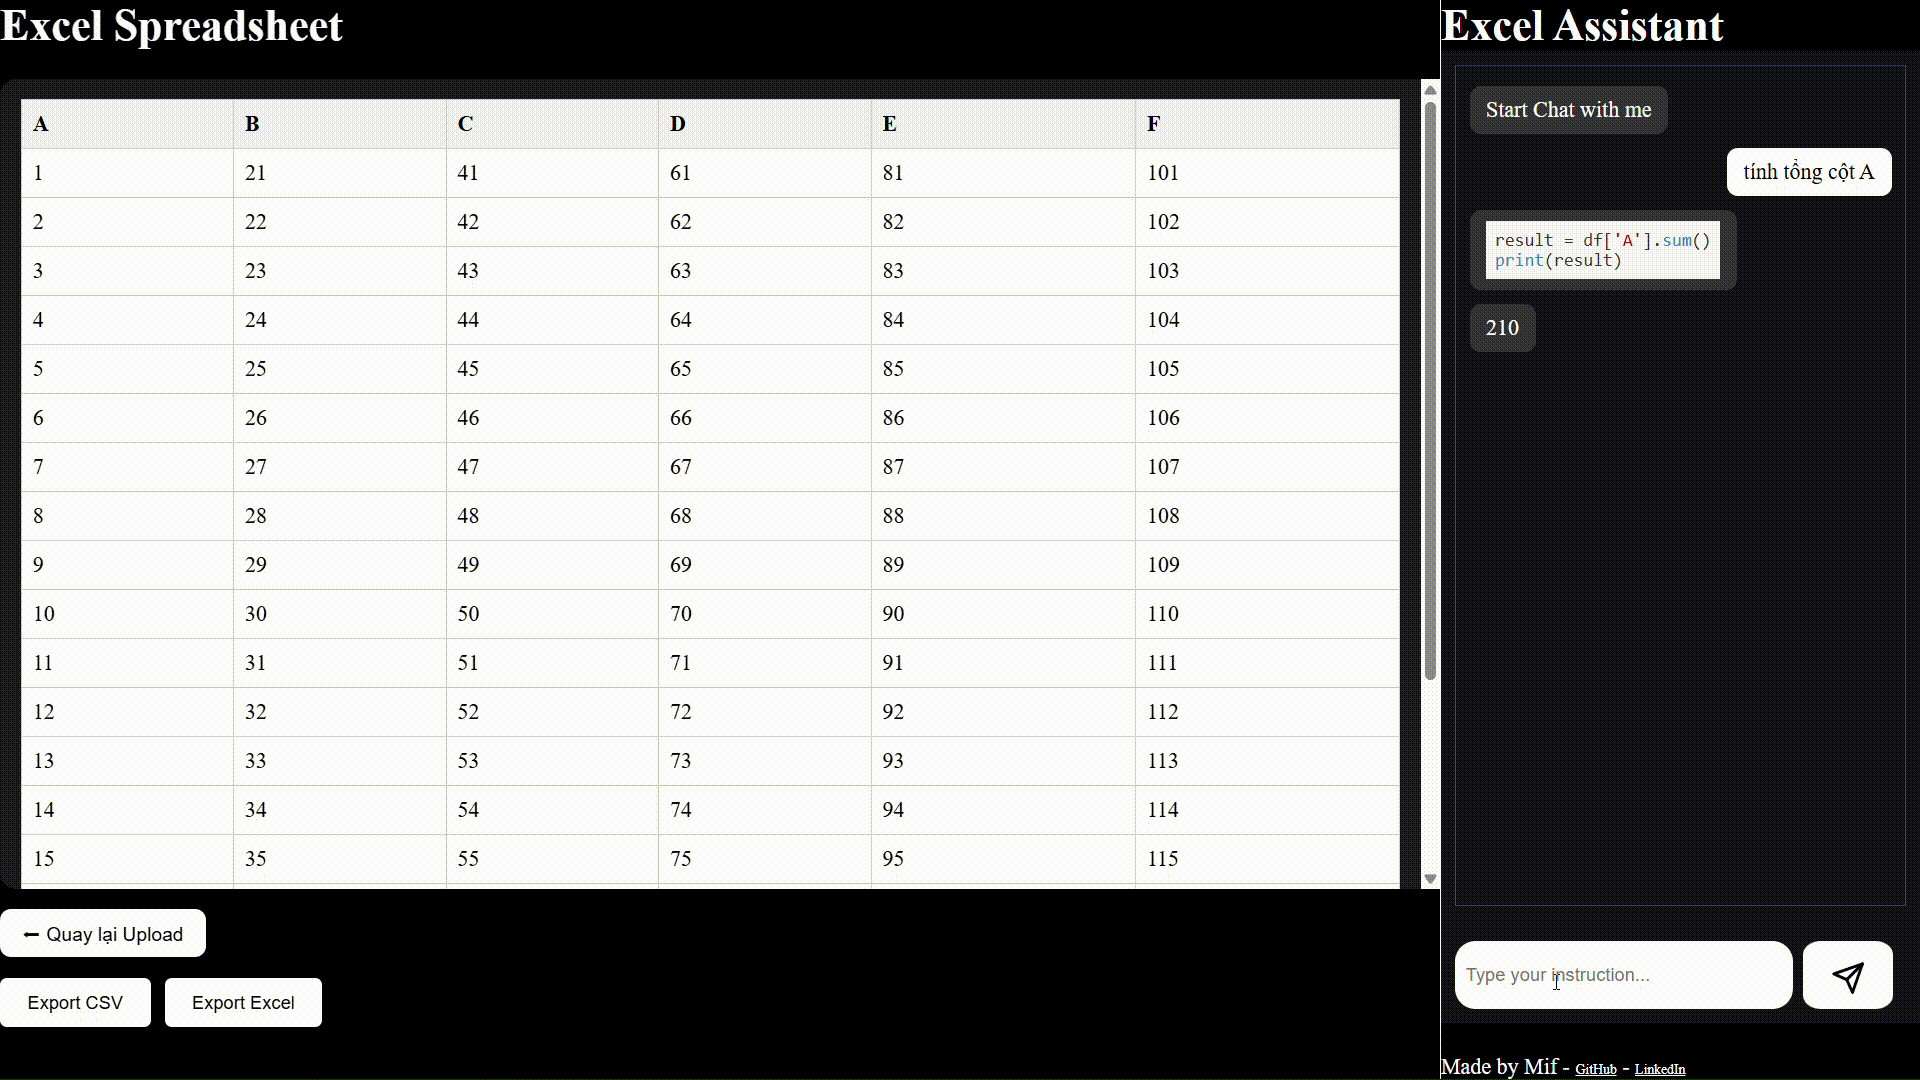 Excel Spreadsheet
A B C D E F
1 21 41 61 81 101
2 22 42 62 82 102
3 23 43 63 83 103
4 24 44 64 84 104
5 25 45 65 85 105
6 26 46 66 86 106
7 27 47 67 87 107
8 28 48 68 88 108
9 29 49 69 89 109
10 30 50 70 90 110
11 31 51 71 91 111
12 32 52 72 92 112
13 33 53 73 93 113
14 34 54 74 94 114
15 35 55 75 95 115
⬅ Quay lại Upload
Export CSV Export Excel
Excel Assistant
Start Chat with me
tính tổng cột A
result = df['A'].sum()
print(result)
210
Type your instruction...
Made by Mif - GitHub - LinkedIn